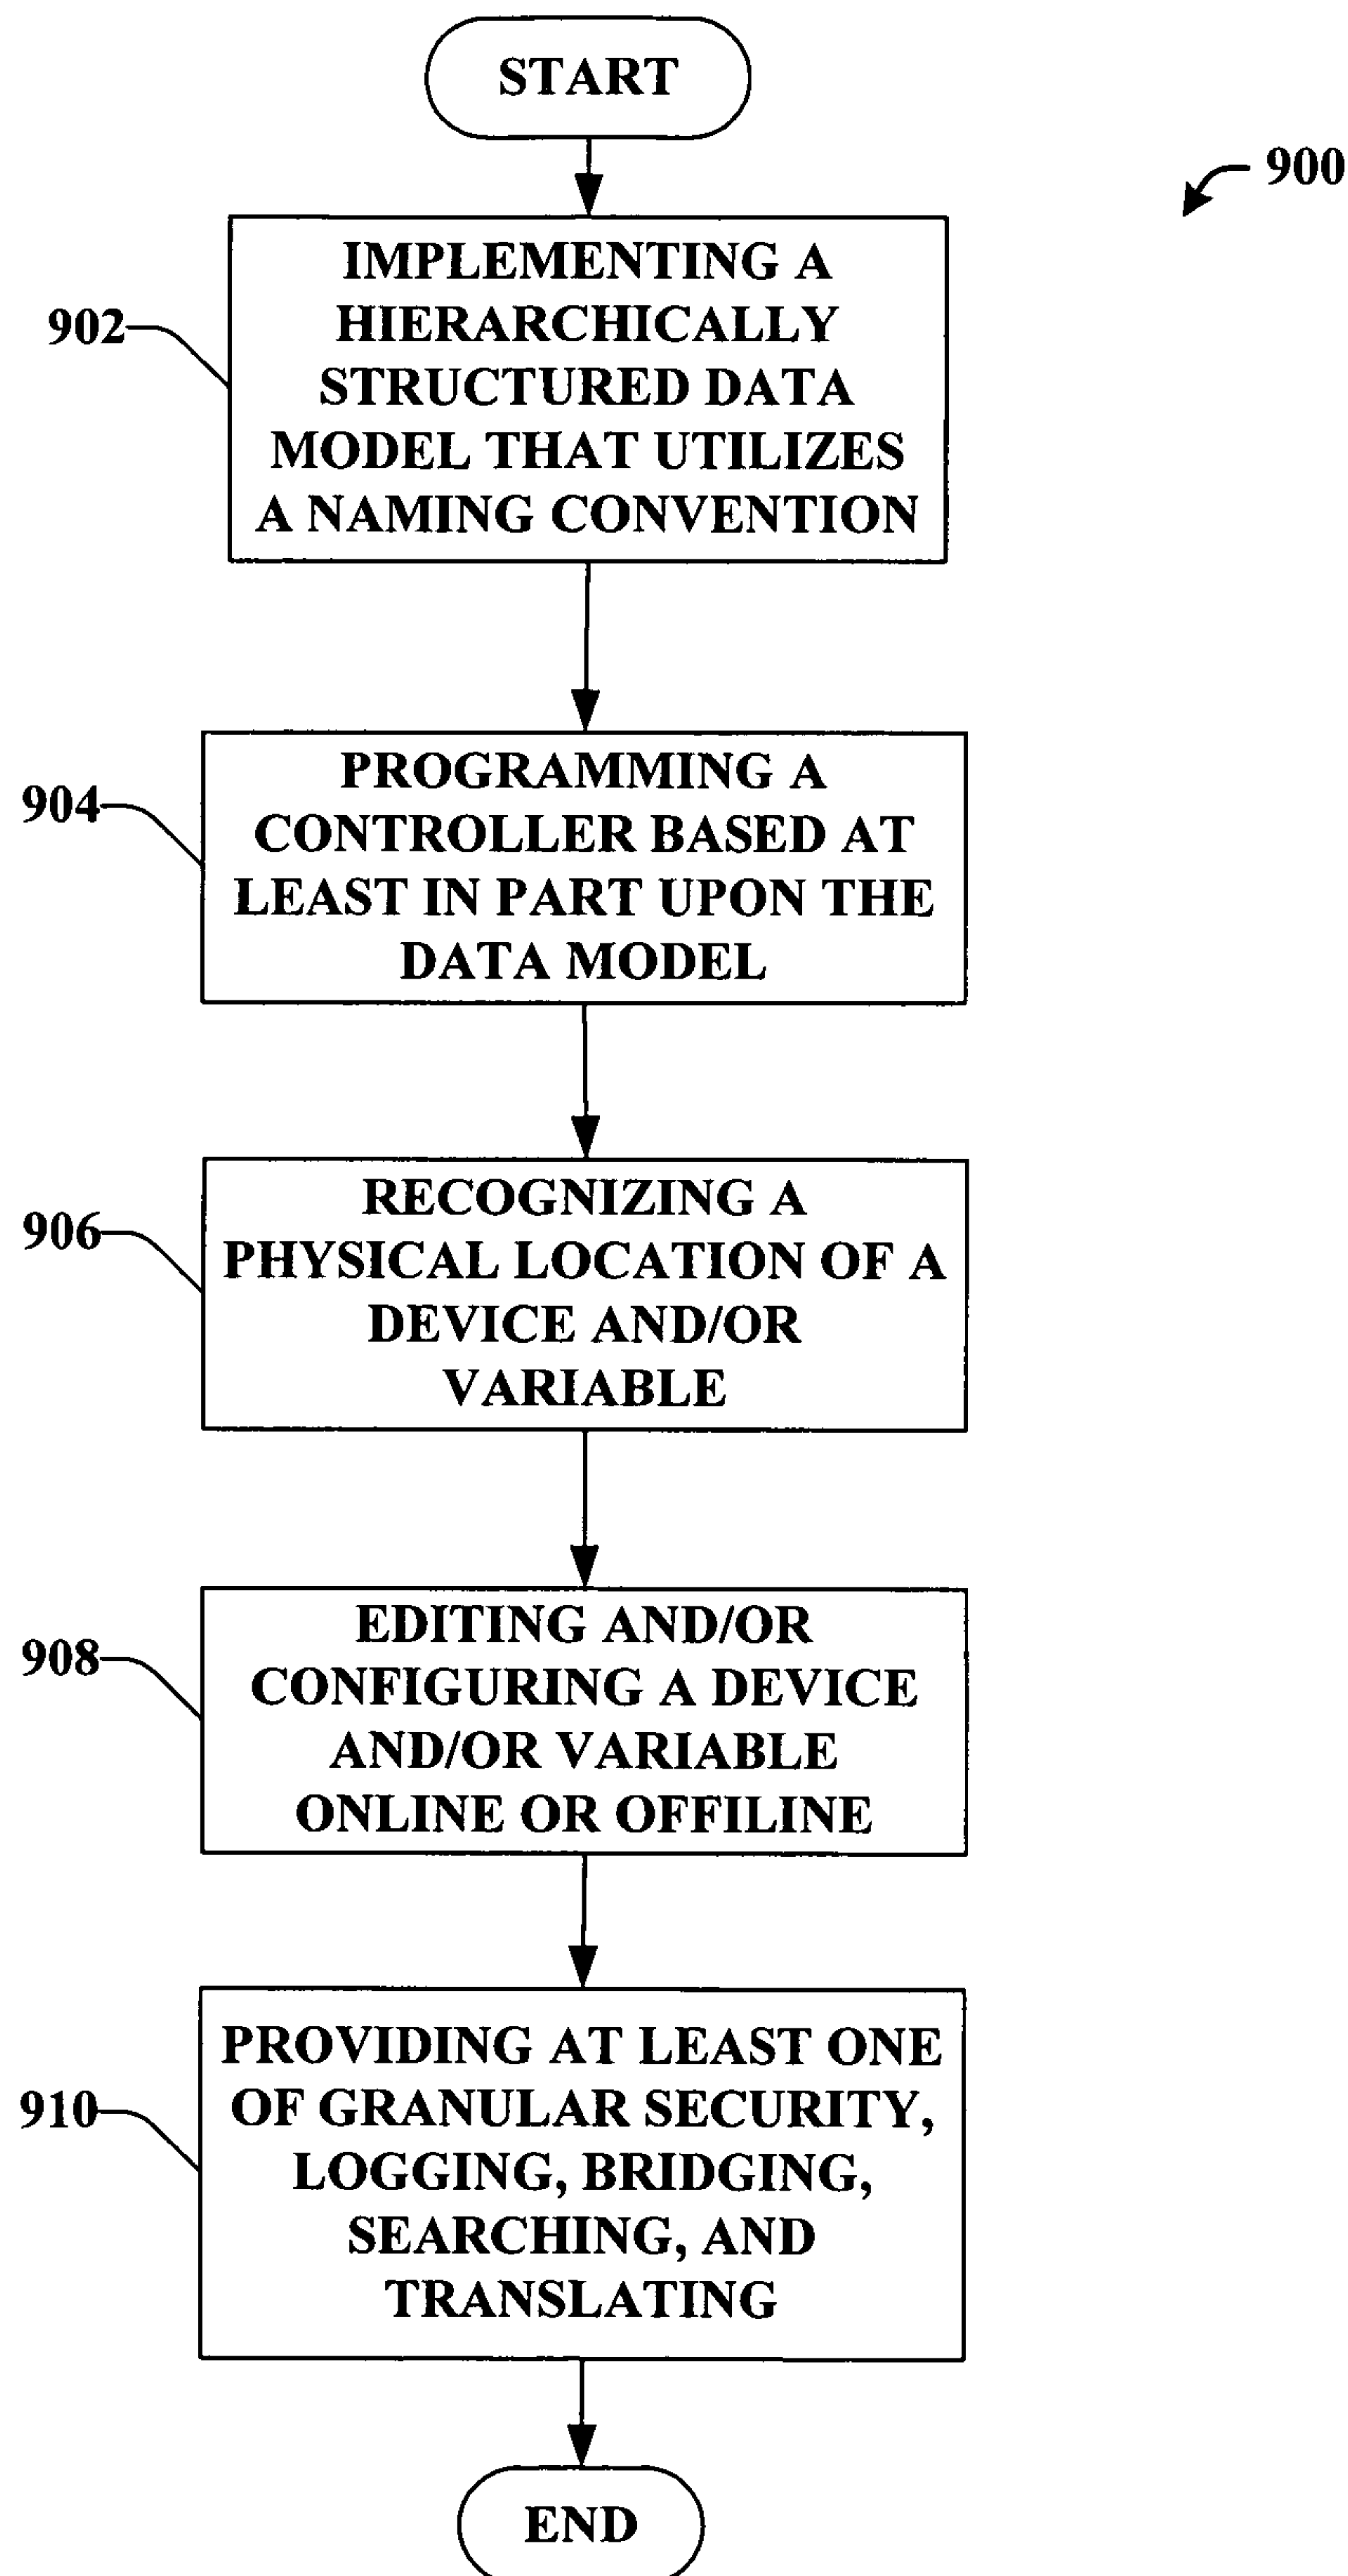 START
900
IMPLEMENTING A
HIERARCHICALLY
902
STRUCTURED DATA
MODEL THAT UTILIZES
A NAMING CONVENTION
PROGRAMMING A
904
CONTROLLER BASED AT
LEAST IN PART UPON THE
DATA MODEL
RECOGNIZING A
906
PHYSICAL LOCATION OF A
DEVICE AND/OR
VARIABLE
EDITING AND/OR
908
CONFIGURING A DEVICE
AND/OR VARIABLE
ONLINE OR OFFILINE
PROVIDING AT LEAST ONE
910
OF GRANULAR SECURITY,
LOGGING, BRIDGING,
SEARCHING, AND
TRANSLATING
END